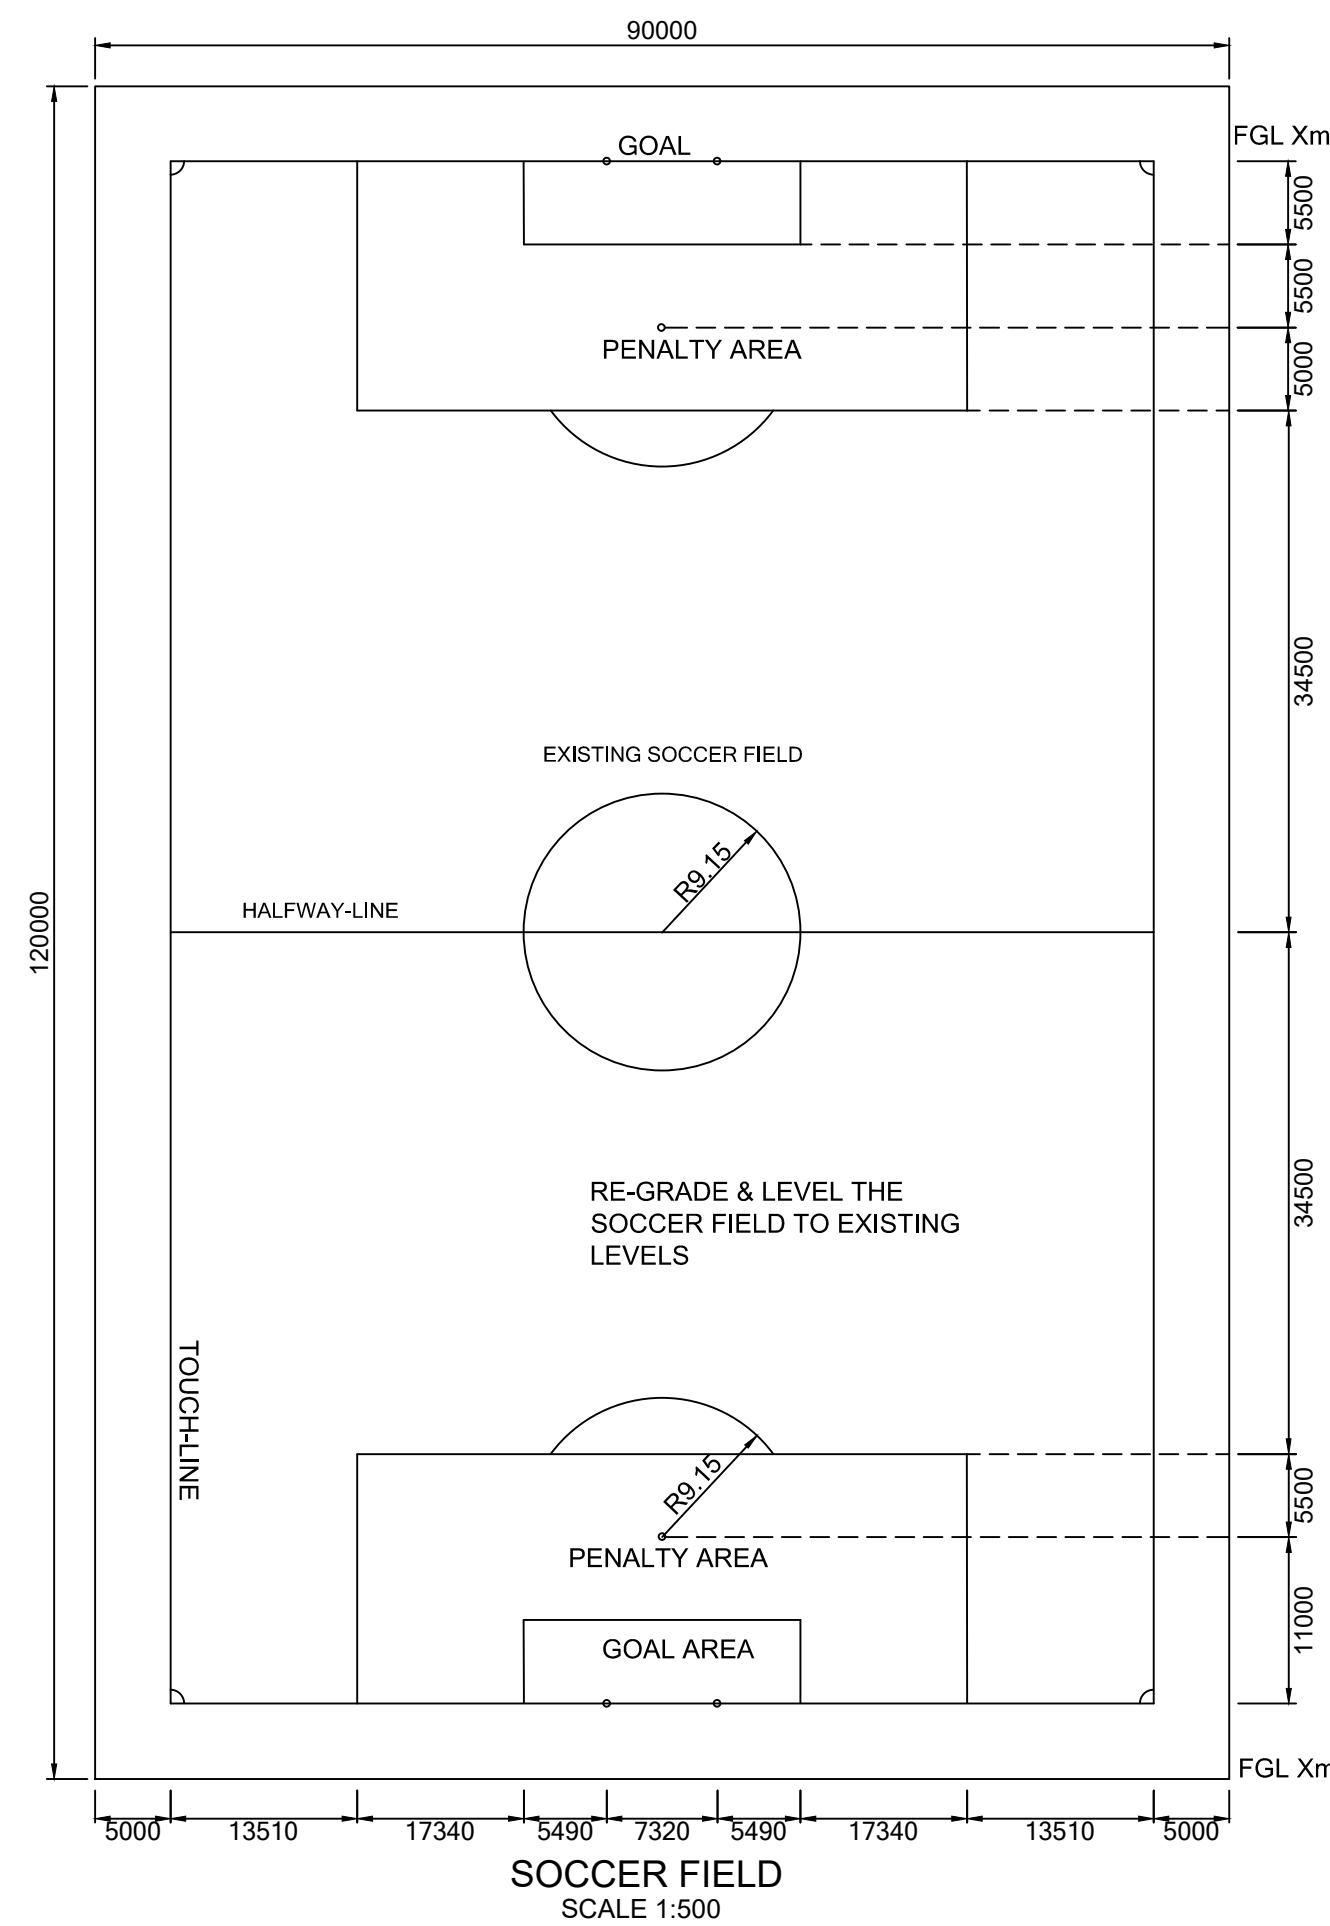 90000
FGL Xm
GOAL
5500
5500
PENALTY AREA
5000
34500
EXISTING SOCCER FIELD
R9.15
HALFWAY-LINE
120000
RE-GRADE & LEVEL THE
SOCCER FIELD TO EXISTING
LEVELS
34500
TOUCH-LINE
R9.15
5500
PENALTY AREA
11000
GOAL AREA
FGL Xm
5000 13510 17340 5490 7320 5490 17340 13510 5000
SOCCER FIELD
SCALE 1:500